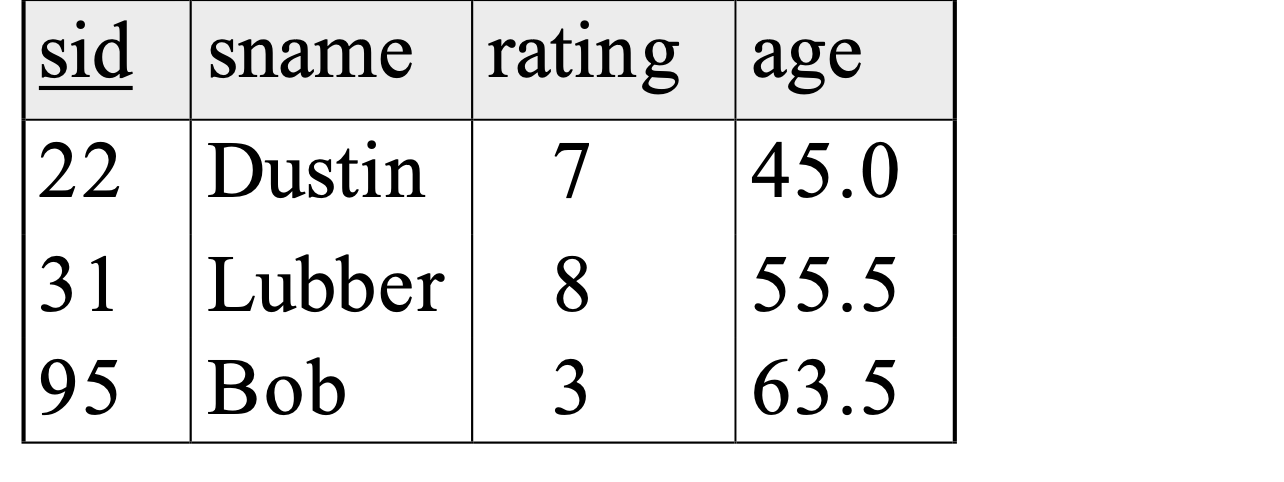 sid sname rating age
22 Dustin 7 45.0
31 Lubber 8 55.5
95 Bob 3 63.5